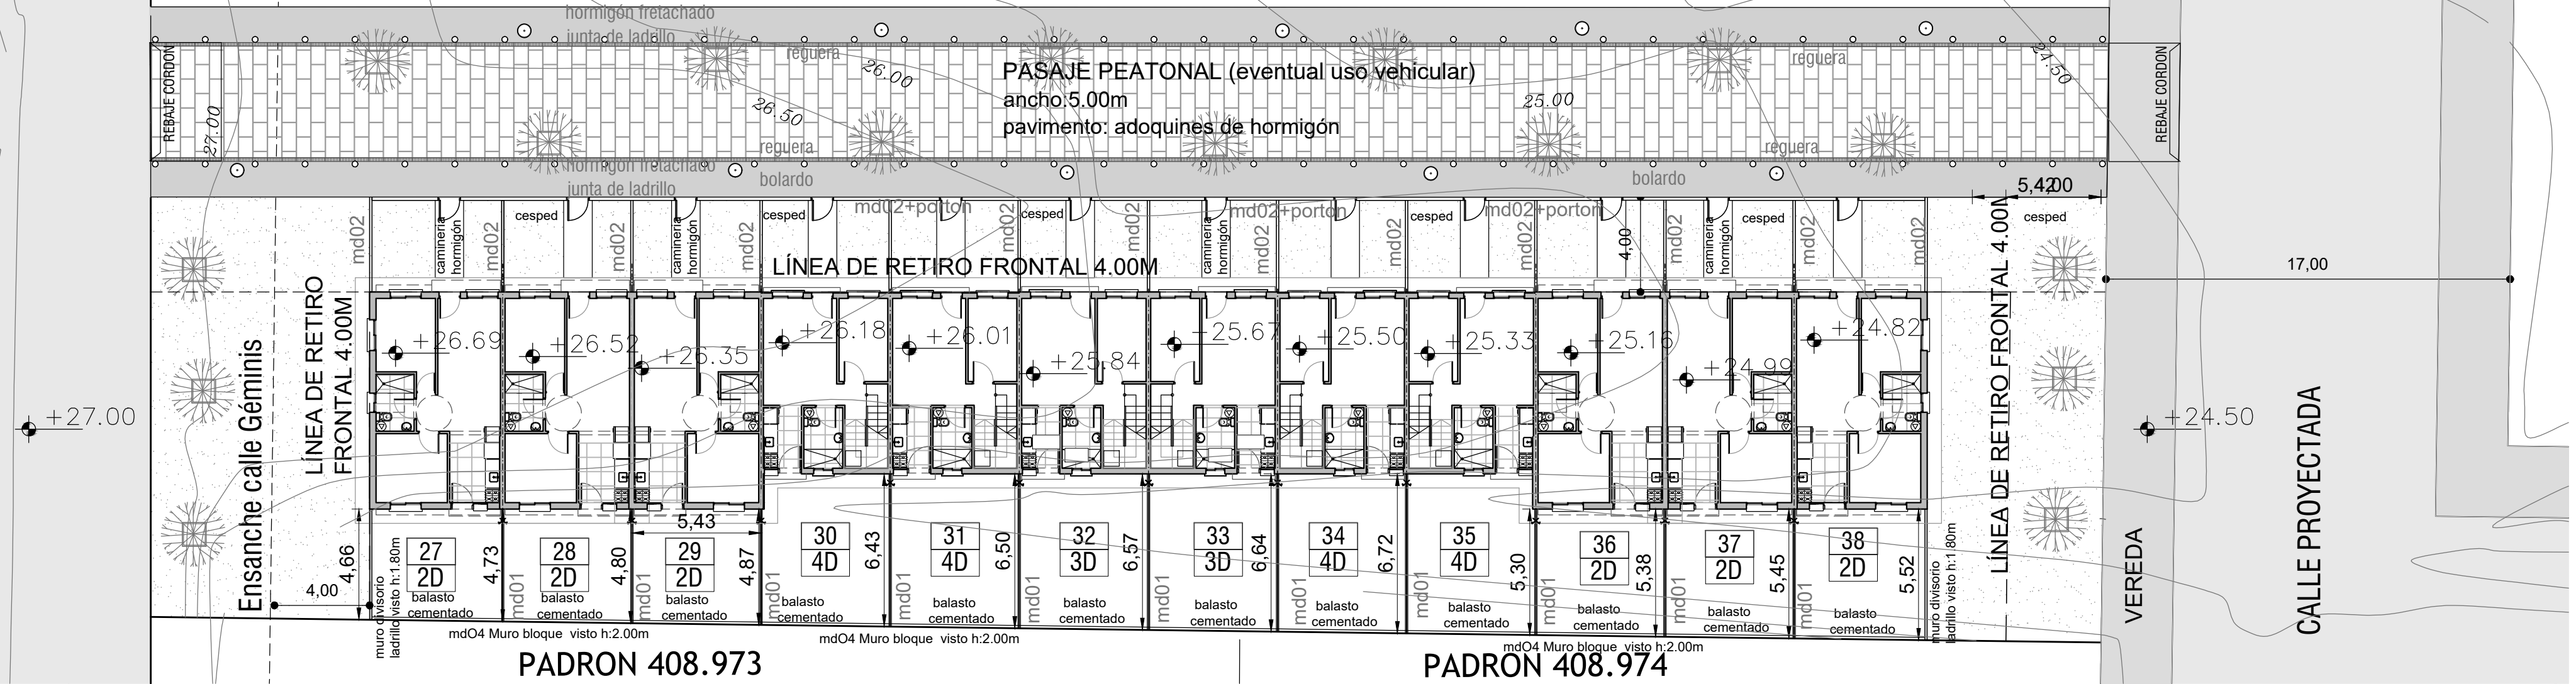 hormigón fretachado
junta de ladrillo
reguera
26.00
PASAJE PEATONAL (eventual uso vehicular)
ancho:5.00m
pavimento: adoquines de hormigón
26.50
25.00
reguera
24.50
REBAJE CORDON
27.00
REBAJE CORDON
reguera
reguera
hormigón fretachado
junta de ladrillo
bolardo
bolardo
md02
cesped
md02+porton
cesped
cesped
md02+porton
cesped
md02+porton
cesped
cesped
caminería
hormigón
md02
md02
caminería
hormigón
md02
md02
md02
caminería
hormigón
md02
md02
md02
4,00
md02
caminería
hormigón
md02
md02
LÍNEA DE RETIRO FRONTAL 4.00M
17,00
LÍNEA DE RETIRO
FRONTAL 4.00M
LÍNEA DE RETIRO FRONTAL 4.00M
+26.69
+26.52
+26.35
+26.18
+26.01
+25.84
+25.67
+25.50
+25.33
+25.16
+24.99
+24.82
+27.00
+24.50
Ensanche calle Géminis
VEREDA
CALLE PROYECTADA
5,43
4,00
4,66
27
2D
4,73
28
2D
4,80
29
2D
4,87
30
4D
6,43
31
4D
6,50
32
3D
6,57
33
3D
6,64
34
4D
6,72
35
4D
5,30
36
2D
5,38
37
2D
5,45
38
2D
5,52
md01
md01
md01
md01
md01
md01
md01
md01
md01
md01
muro divisorio
ladrillo visto h:1.80m
balasto
cementado
balasto
cementado
balasto
cementado
balasto
cementado
balasto
cementado
balasto
cementado
balasto
cementado
balasto
cementado
balasto
cementado
balasto
cementado
balasto
cementado
balasto
cementado
muro divisorio
ladrillo visto h:1.80m
mdO4 Muro bloque visto h:2.00m
mdO4 Muro bloque visto h:2.00m
mdO4 Muro bloque visto h:2.00m
PADRON 408.973
PADRON 408.974